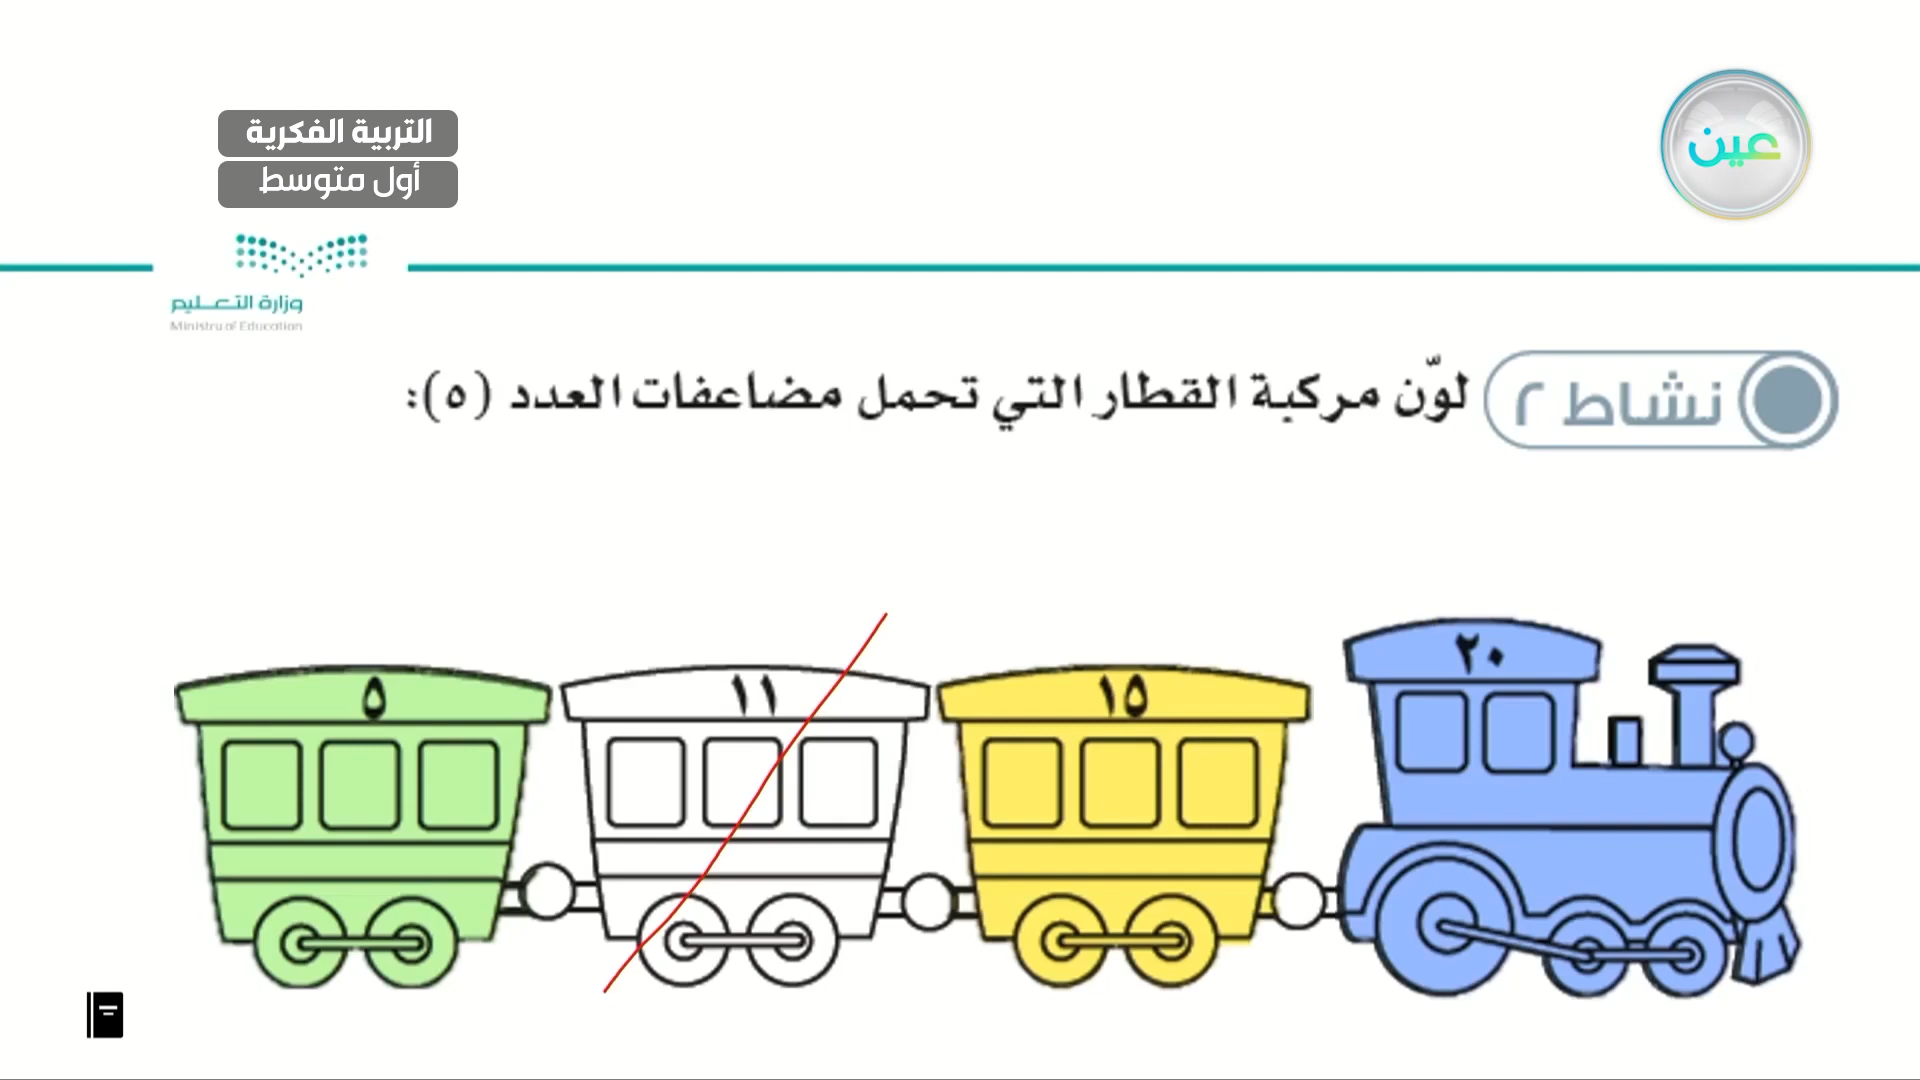 التربية الفكرية
أول متوسط
عين
وزارة التعليم
Ministry of Education
نشاط ٢
لوّن مركبة القطار التي تحمل مضاعفات العدد (٥):
٢٠
١٥
١١
٥